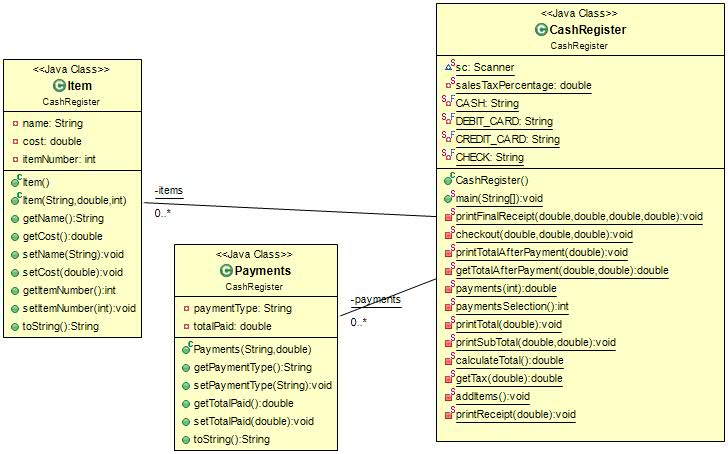 <<Java Class>>
Item
CashRegister
name: String
cost: double
itemNumber: int
Item()
Item(String,double,int)
getName():String
getCost():double
setName(String):void
setCost(double):void
getItemNumber():int
setItemNumber(int):void
toString():String
-items
0..*
<<Java Class>>
Payments
CashRegister
paymentType: String
totalPaid: double
Payments(String,double)
getPaymentType():String
setPaymentType(String):void
getTotalPaid():double
setTotalPaid(double):void
toString():String
-payments
0..*
<<Java Class>>
CashRegister
CashRegister
sc: Scanner
salesTaxPercentage: double
CASH: String
DEBIT_CARD: String
CREDIT_CARD: String
CHECK: String
CashRegister()
main(String[]):void
printFinalReceipt(double,double,double,double):void
checkout(double,double,double):void
printTotalAfterPayment(double):void
getTotalAfterPayment(double,double):double
payments(int):double
paymentsSelection():int
printTotal(double):void
printSubTotal(double,double):void
calculateTotal():double
getTax(double):double
addItems():void
printReceipt(double):void